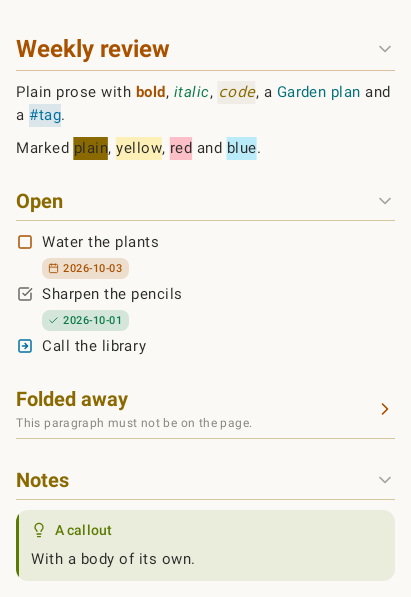 Weekly review
Plain prose with bold, italic, code, a Garden plan and
a #tag.
Marked plain, yellow, red and blue.
Open
Water the plants
2026-10-03
Sharpen the pencils
2026-10-01
Call the library
Folded away
This paragraph must not be on the page.
Notes
A callout
With a body of its own.